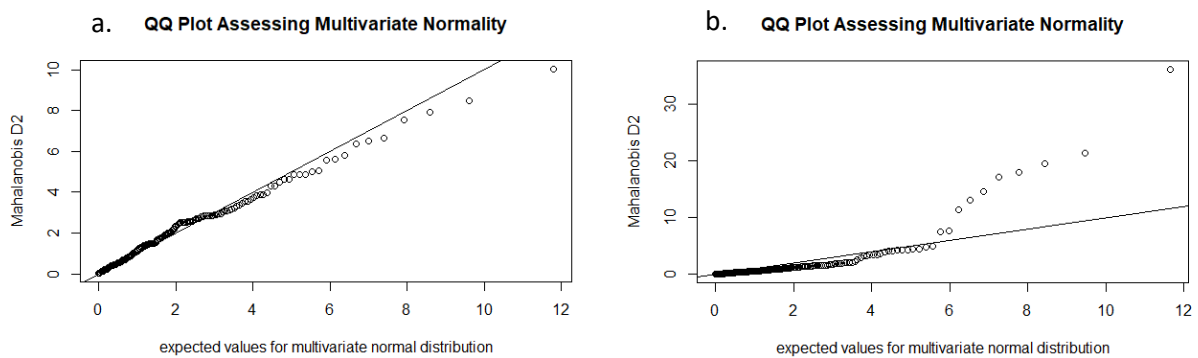 a.
QQ Plot Assessing Multivariate Normality
Mahalanobis D2
10
8
6
4
2
0
0 2 4 6 8 10 12
expected values for multivariate normal distribution
b.
QQ Plot Assessing Multivariate Normality
Mahalanobis D2
30
20
10
0
0 2 4 6 8 10 12
expected values for multivariate normal distribution